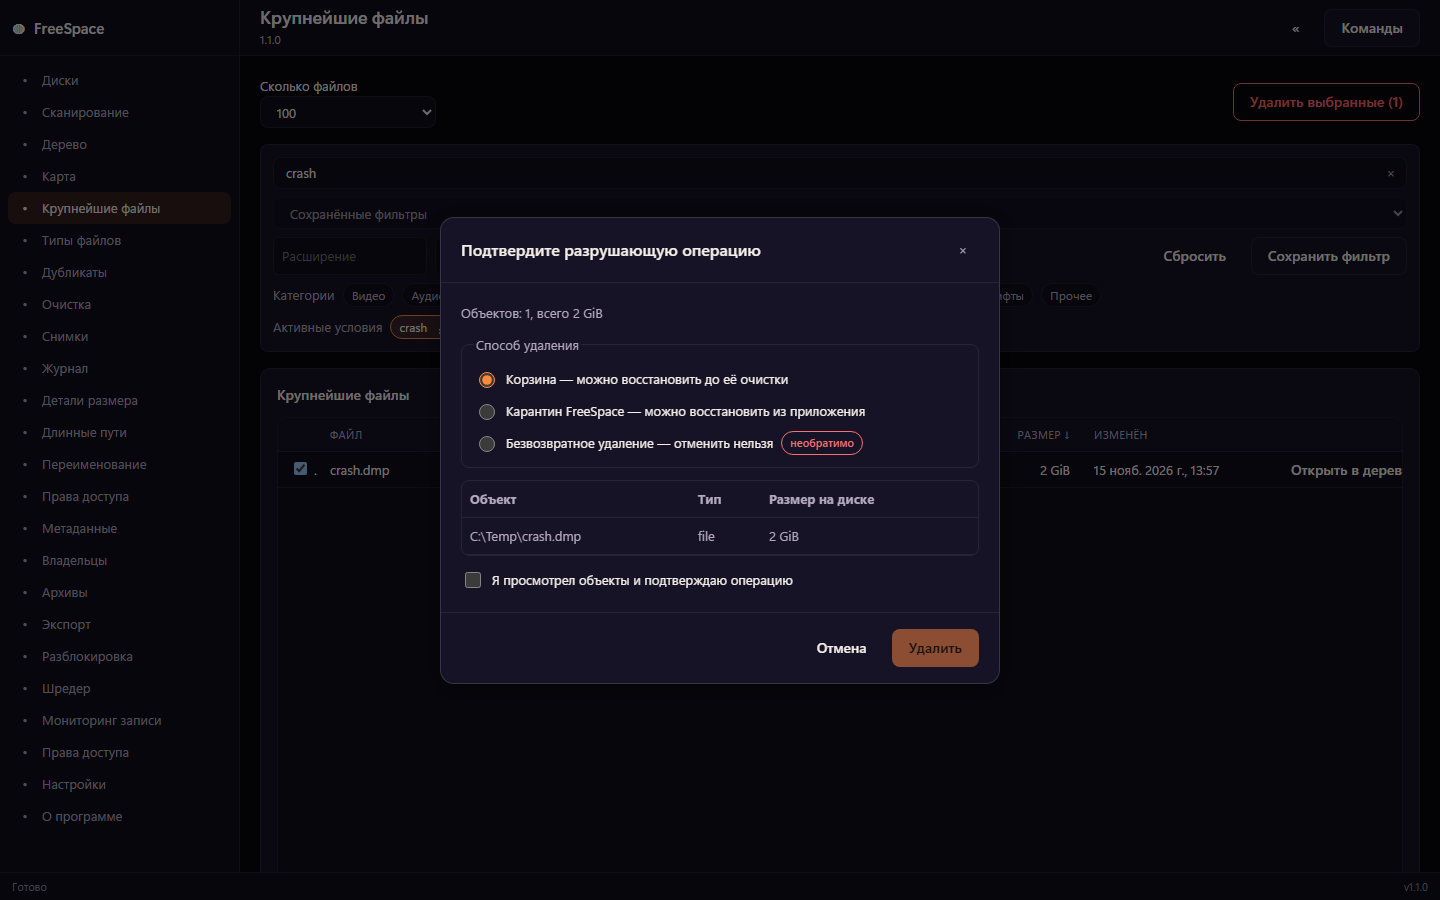 FreeSpace
Крупнейшие файлы
1.1.0
«
Команды
Диски
Сканирование
Дерево
Карта
Крупнейшие файлы
Типы файлов
Дубликаты
Очистка
Снимки
Журнал
Детали размера
Длинные пути
Переименование
Права доступа
Метаданные
Владельцы
Архивы
Экспорт
Разблокировка
Шредер
Мониторинг записи
Права доступа
Настройки
О программе
Сколько файлов
100
Удалить выбранные (1)
crash
×
Сохранённые фильтры
Расширение
Сбросить
Сохранить фильтр
Категории
Видео
Прочее
Активные условия
crash
Крупнейшие файлы
ФАЙЛ
РАЗМЕР ↓
ИЗМЕНЁН
crash.dmp
2 GiB
15 нояб. 2026 г., 13:57
Открыть в дерев
Подтвердите разрушающую операцию
×
Объектов: 1, всего 2 GiB
Способ удаления
Корзина — можно восстановить до её очистки
Карантин FreeSpace — можно восстановить из приложения
Безвозвратное удаление — отменить нельзя
необратимо
Объект
Тип
Размер на диске
C:\Temp\crash.dmp
file
2 GiB
Я просмотрел объекты и подтверждаю операцию
Отмена
Удалить
Готово
v1.1.0